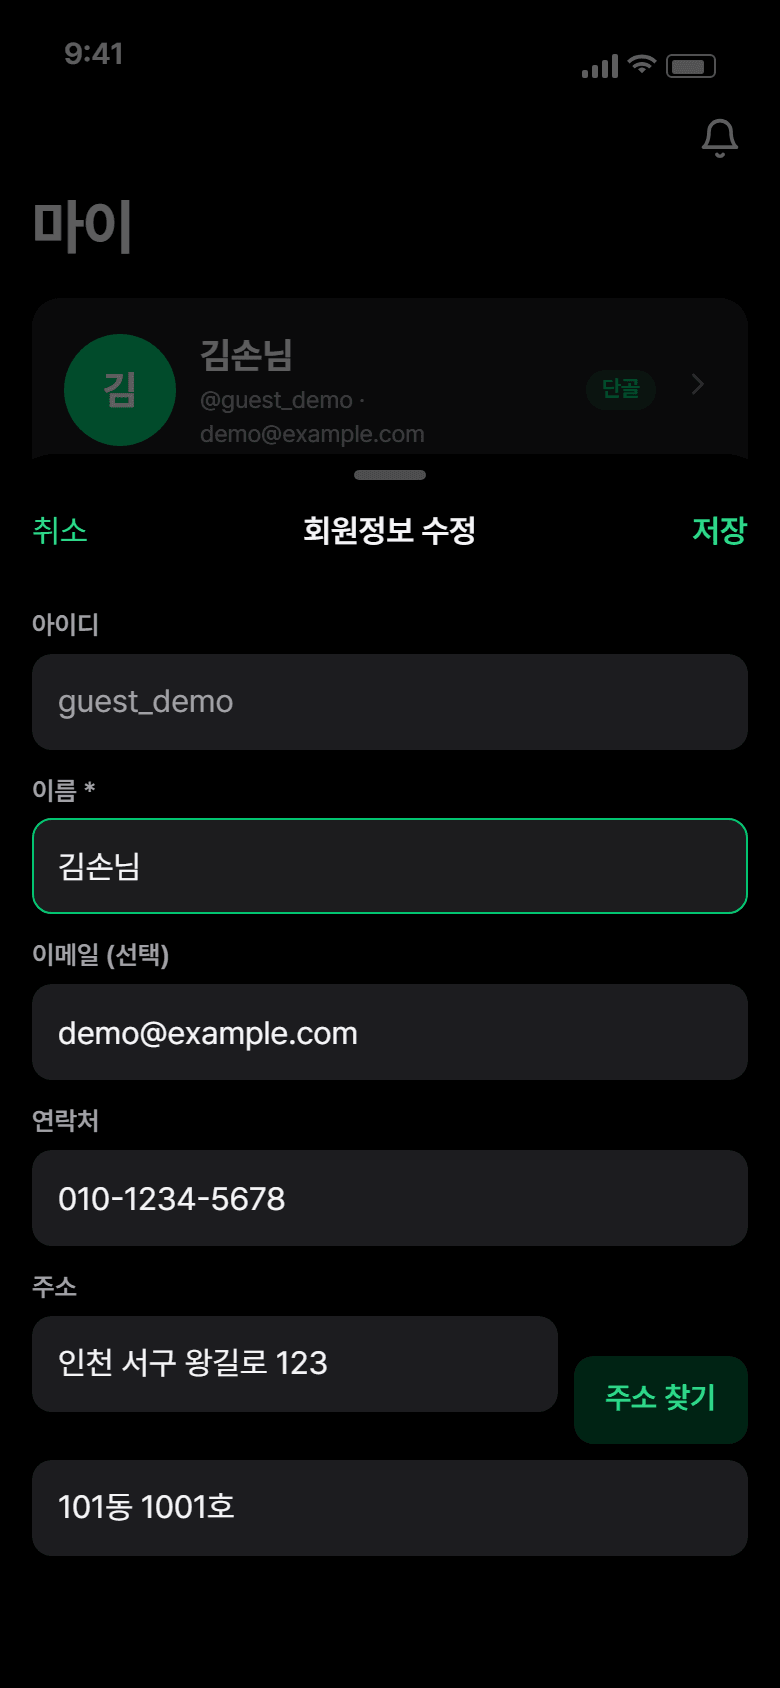 9:41
마이
김
김손님
@guest_demo ·
demo@example.com
단골
취소
회원정보 수정
저장
아이디
guest_demo
이름 *
김손님
이메일 (선택)
demo@example.com
연락처
010-1234-5678
주소
인천 서구 왕길로 123
주소 찾기
101동 1001호